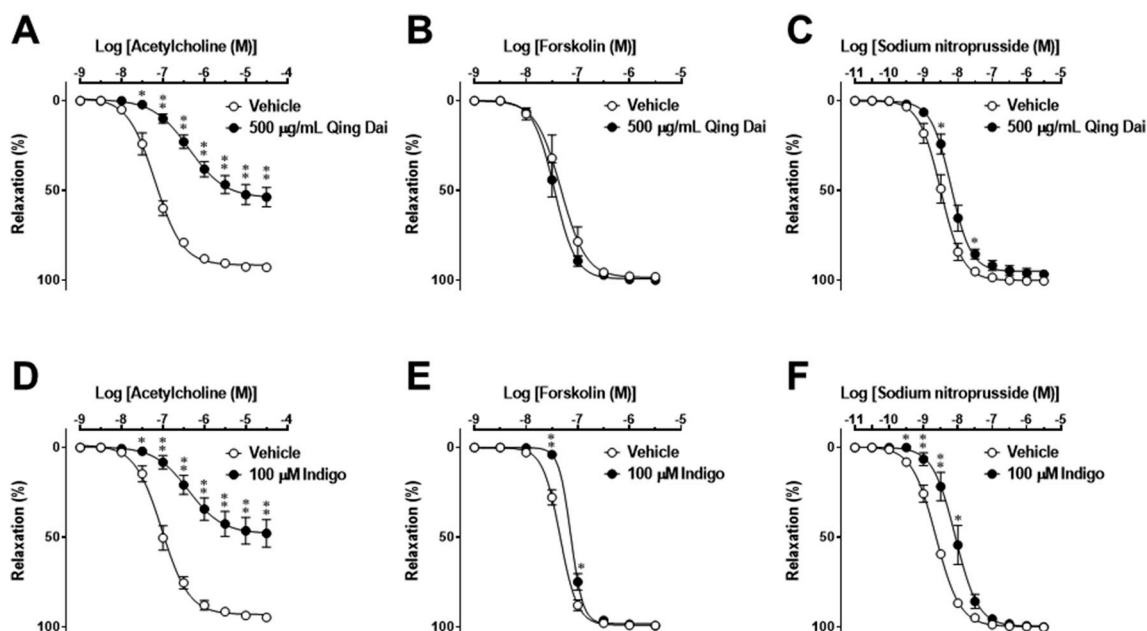 A
Log [Acetylcholine (M)]
-9 -8 -7 -6 -5 -4
0
50
100
Relaxation (%)
Vehicle
500 µg/mL Qing Dai
* ** ** ** ** ** **
B
Log [Forskolin (M)]
-9 -8 -7 -6 -5
0
50
100
Relaxation (%)
Vehicle
500 µg/mL Qing Dai
C
Log [Sodium nitroprusside (M)]
-11 -10 -9 -8 -7 -6 -5
0
50
100
Relaxation (%)
Vehicle
500 µg/mL Qing Dai
* *
D
Log [Acetylcholine (M)]
-9 -8 -7 -6 -5 -4
0
50
100
Relaxation (%)
Vehicle
100 µM Indigo
* ** ** ** ** ** **
E
Log [Forskolin (M)]
-9 -8 -7 -6 -5
0
50
100
Relaxation (%)
Vehicle
100 µM Indigo
** *
F
Log [Sodium nitroprusside (M)]
-11 -10 -9 -8 -7 -6 -5
0
50
100
Relaxation (%)
Vehicle
100 µM Indigo
* ** ** *